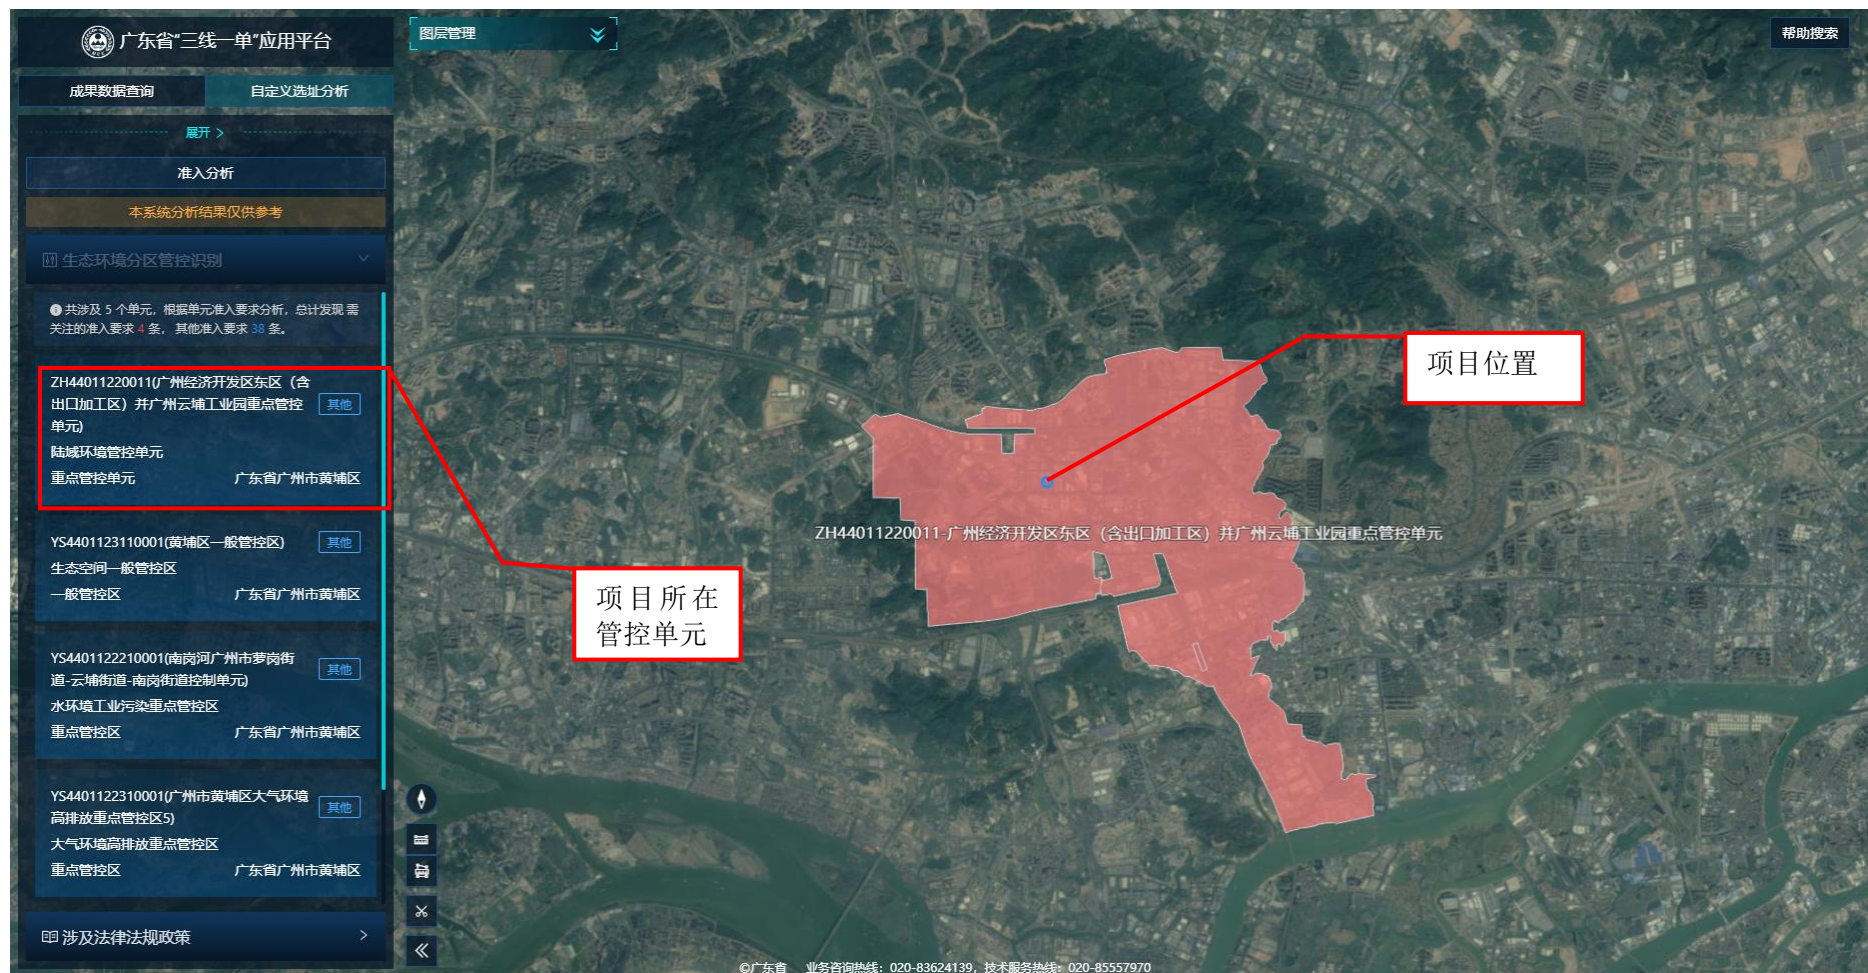 广东省“三线一单”应用平台
成果数据查询
自定义选址分析
展开 >
准入分析
本系统分析结果仅供参考
生态环境分区管控识别
共涉及 5 个单元，根据单元准入要求分析，总计发现 需
关注的准入要求 4 条， 其他准入要求 38 条。
ZH44011220011(广州经济开发区东区（含
出口加工区）并广州云埔工业园重点管控
单元)
其他
陆域环境管控单元
重点管控单元
广东省广州市黄埔区
YS4401123110001(黄埔区一般管控区)
其他
生态空间一般管控区
一般管控区
广东省广州市黄埔区
YS4401122210001(南岗河广州市萝岗街
道-云埔街道-南岗街道控制单元)
其他
水环境工业污染重点管控区
重点管控区
广东省广州市黄埔区
YS4401122310001(广州市黄埔区大气环境
高排放重点管控区5)
其他
大气环境高排放重点管控区
重点管控区
广东省广州市黄埔区
涉及法律法规政策
图层管理
帮助搜索
项目位置
ZH44011220011-广州经济开发区东区（含出口加工区）并广州云埔工业园重点管控单元
项目所在
管控单元
©广东省 业务咨询热线：020-83624139，技术服务热线：020-85557970